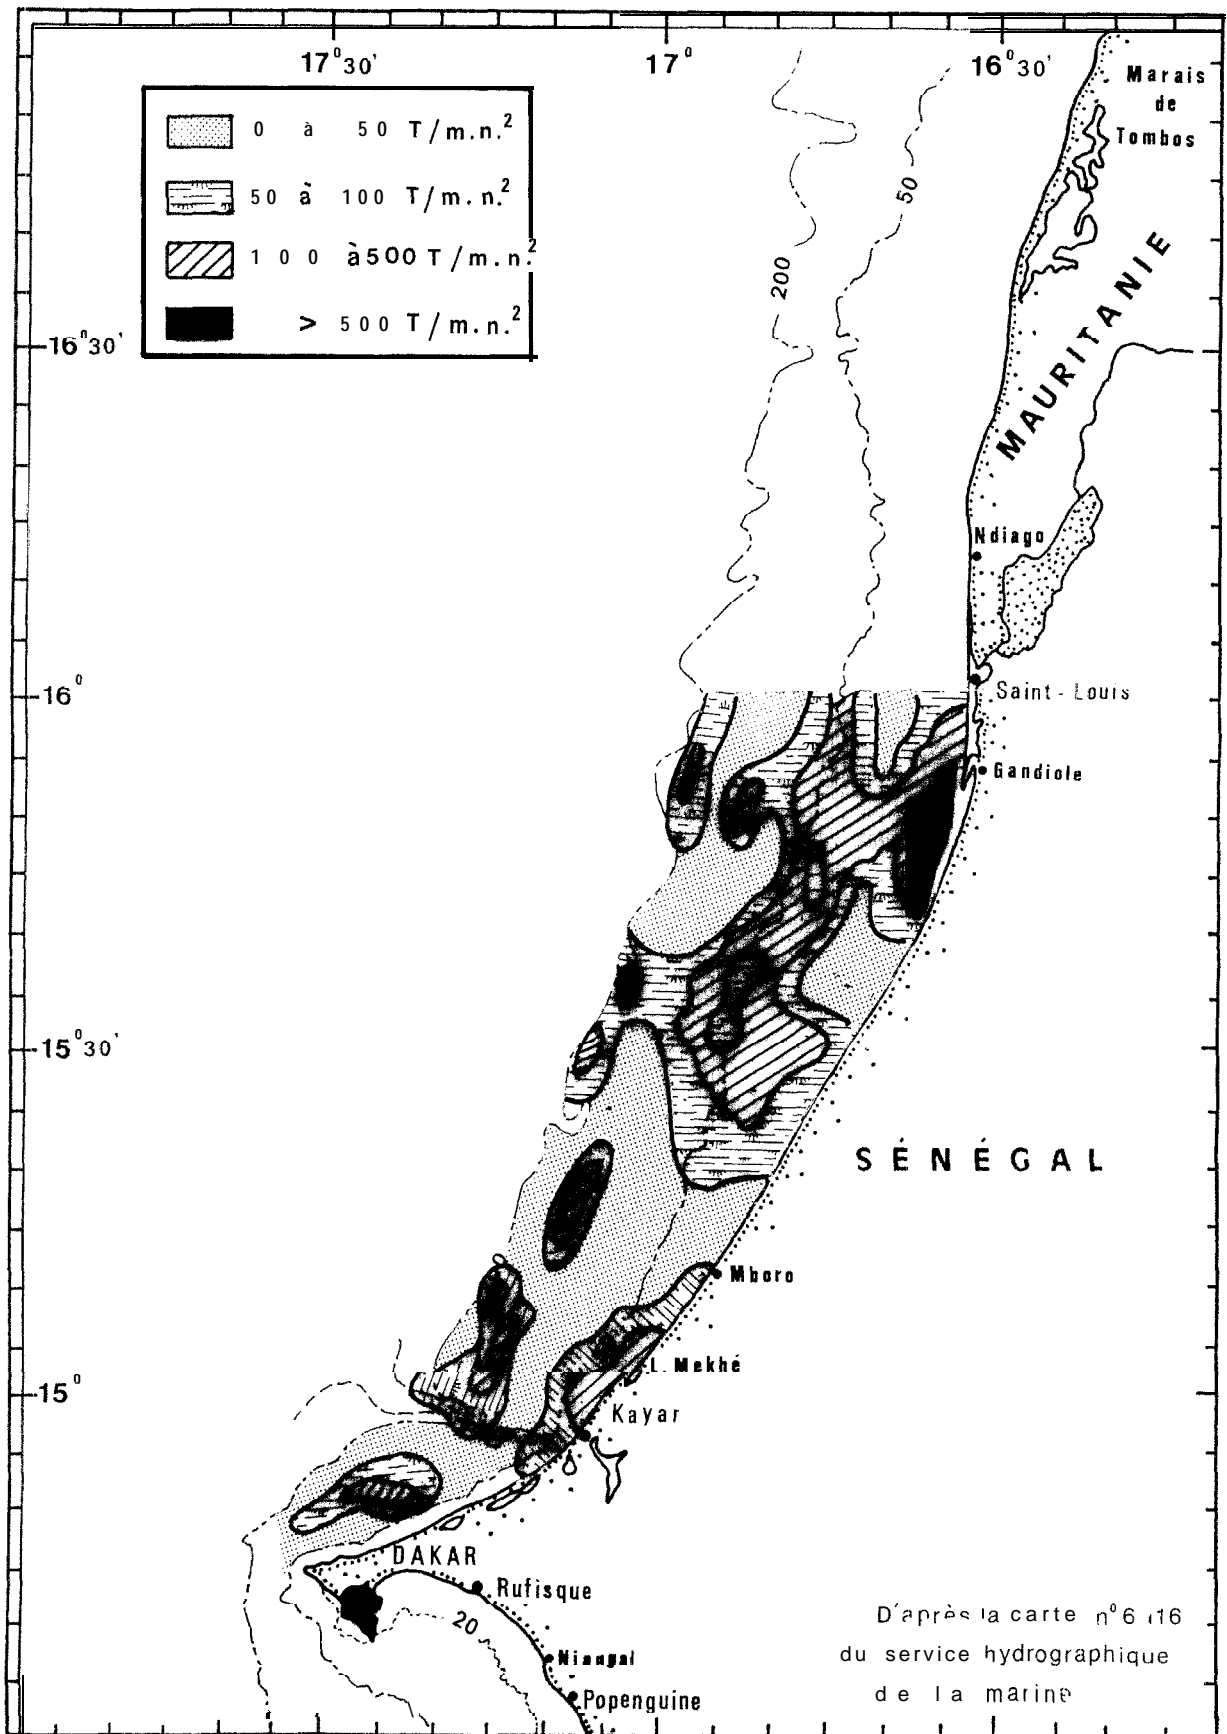 17°30' 17° 16°30'
0 à 50 T/m.n.²
50 à 100 T/m.n.²
100 à 500 T/m.n.²
> 500 T/m.n.²
Marais
de
Tombos
50
200
MAURITANIE
16°30'
Ndiago
16°
Saint-Louis
Gandiole
15°30'
SÉNÉGAL
Mboro
L. Mekhé
15°
Kayar
DAKAR
Rufisque
20
Niangal
Popenguine
D'après la carte n°
du service hydrographique
de la marine